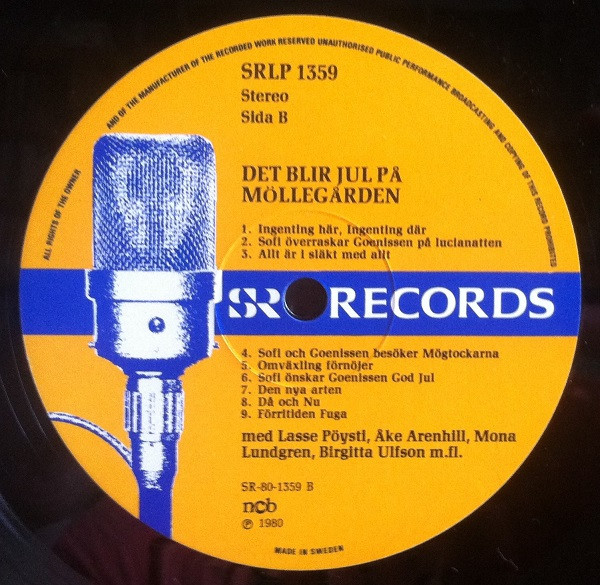 ALL RIGHTS OF THE OWNER AND OF THE MANUFACTURER OF THE RECORDED WORK RESERVED UNAUTHORISED PUBLIC PERFORMANCE BROADCASTING AND COPYING OF THIS RECORD PROHIBITED
SRLP 1359
Stereo
Sida B
DET BLIR JUL PÅ
MÖLLEGÅRDEN
1. Ingenting här, Ingenting där
2. Sofi överraskar Goenissen på lucianatten
3. Allt är i släkt med allt
SR RECORDS
4. Sofi och Goenissen besöker Mögtockarna
5. Omväxling förnöjer
6. Sofi önskar Goenissen God Jul
7. Den nya arten
8. Då och Nu
9. Förritiden Fuga
med Lasse Pöysti, Åke Arenhill, Mona
Lundgren, Birgitta Ulfson m.fl.
SR-80-1359 B
ncb
Ⓟ 1980
MADE IN SWEDEN